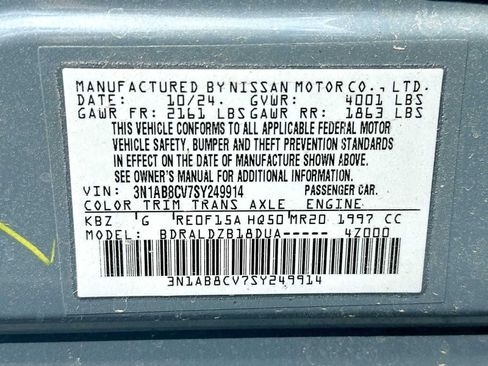 MANUFACTURED BY NISSAN MOTOR CO., LTD.
DATE: 10/24. GVWR: 4001 LBS
GAWR FR: 2161 LBS GAWR RR: 1863 LBS
THIS VEHICLE CONFORMS TO ALL APPLICABLE FEDERAL MOTOR
VEHICLE SAFETY, BUMPER AND THEFT PREVENTION STANDARDS
IN EFFECT ON THE DATE OF MANUFACTURE SHOWN ABOVE.
SEE OWNER'S MANUAL FOR ADDITIONAL INFORMATION.
VIN: 3N1AB8CV7SY249914 PASSENGER CAR.
COLOR TRIM TRANS AXLE ENGINE
KBZ G RE0F15A HQ50 MR20 1997 CC
MODEL: BDRALDZB18DUA----- 4Z000
3N1AB8CV7SY249914